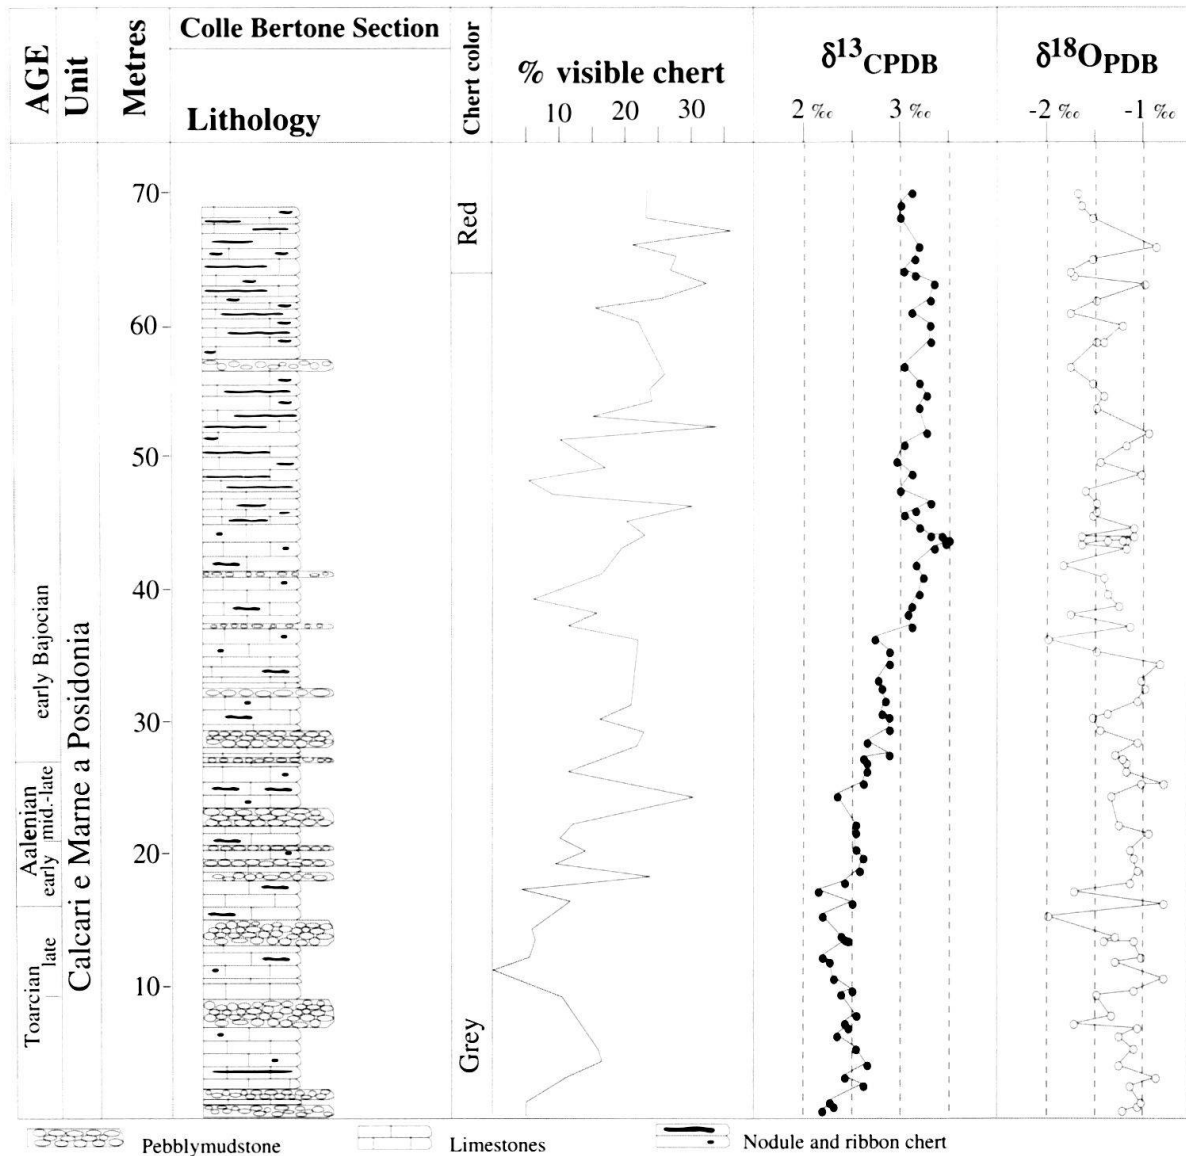 Colle Bertone Section
AGE
Unit
Metres
Lithology
Chert color
% visible chert
10 20 30
δ13CPDB
2 ‰ 3 ‰
δ18OPDB
-2 ‰ -1 ‰
70
60
50
40
30
20
10
early Bajocian
Aalenian
mid.-late
early
Toarcian
late
Calcari e Marne a Posidonia
Red
Grey
Pebblymudstone
Limestones
Nodule and ribbon chert